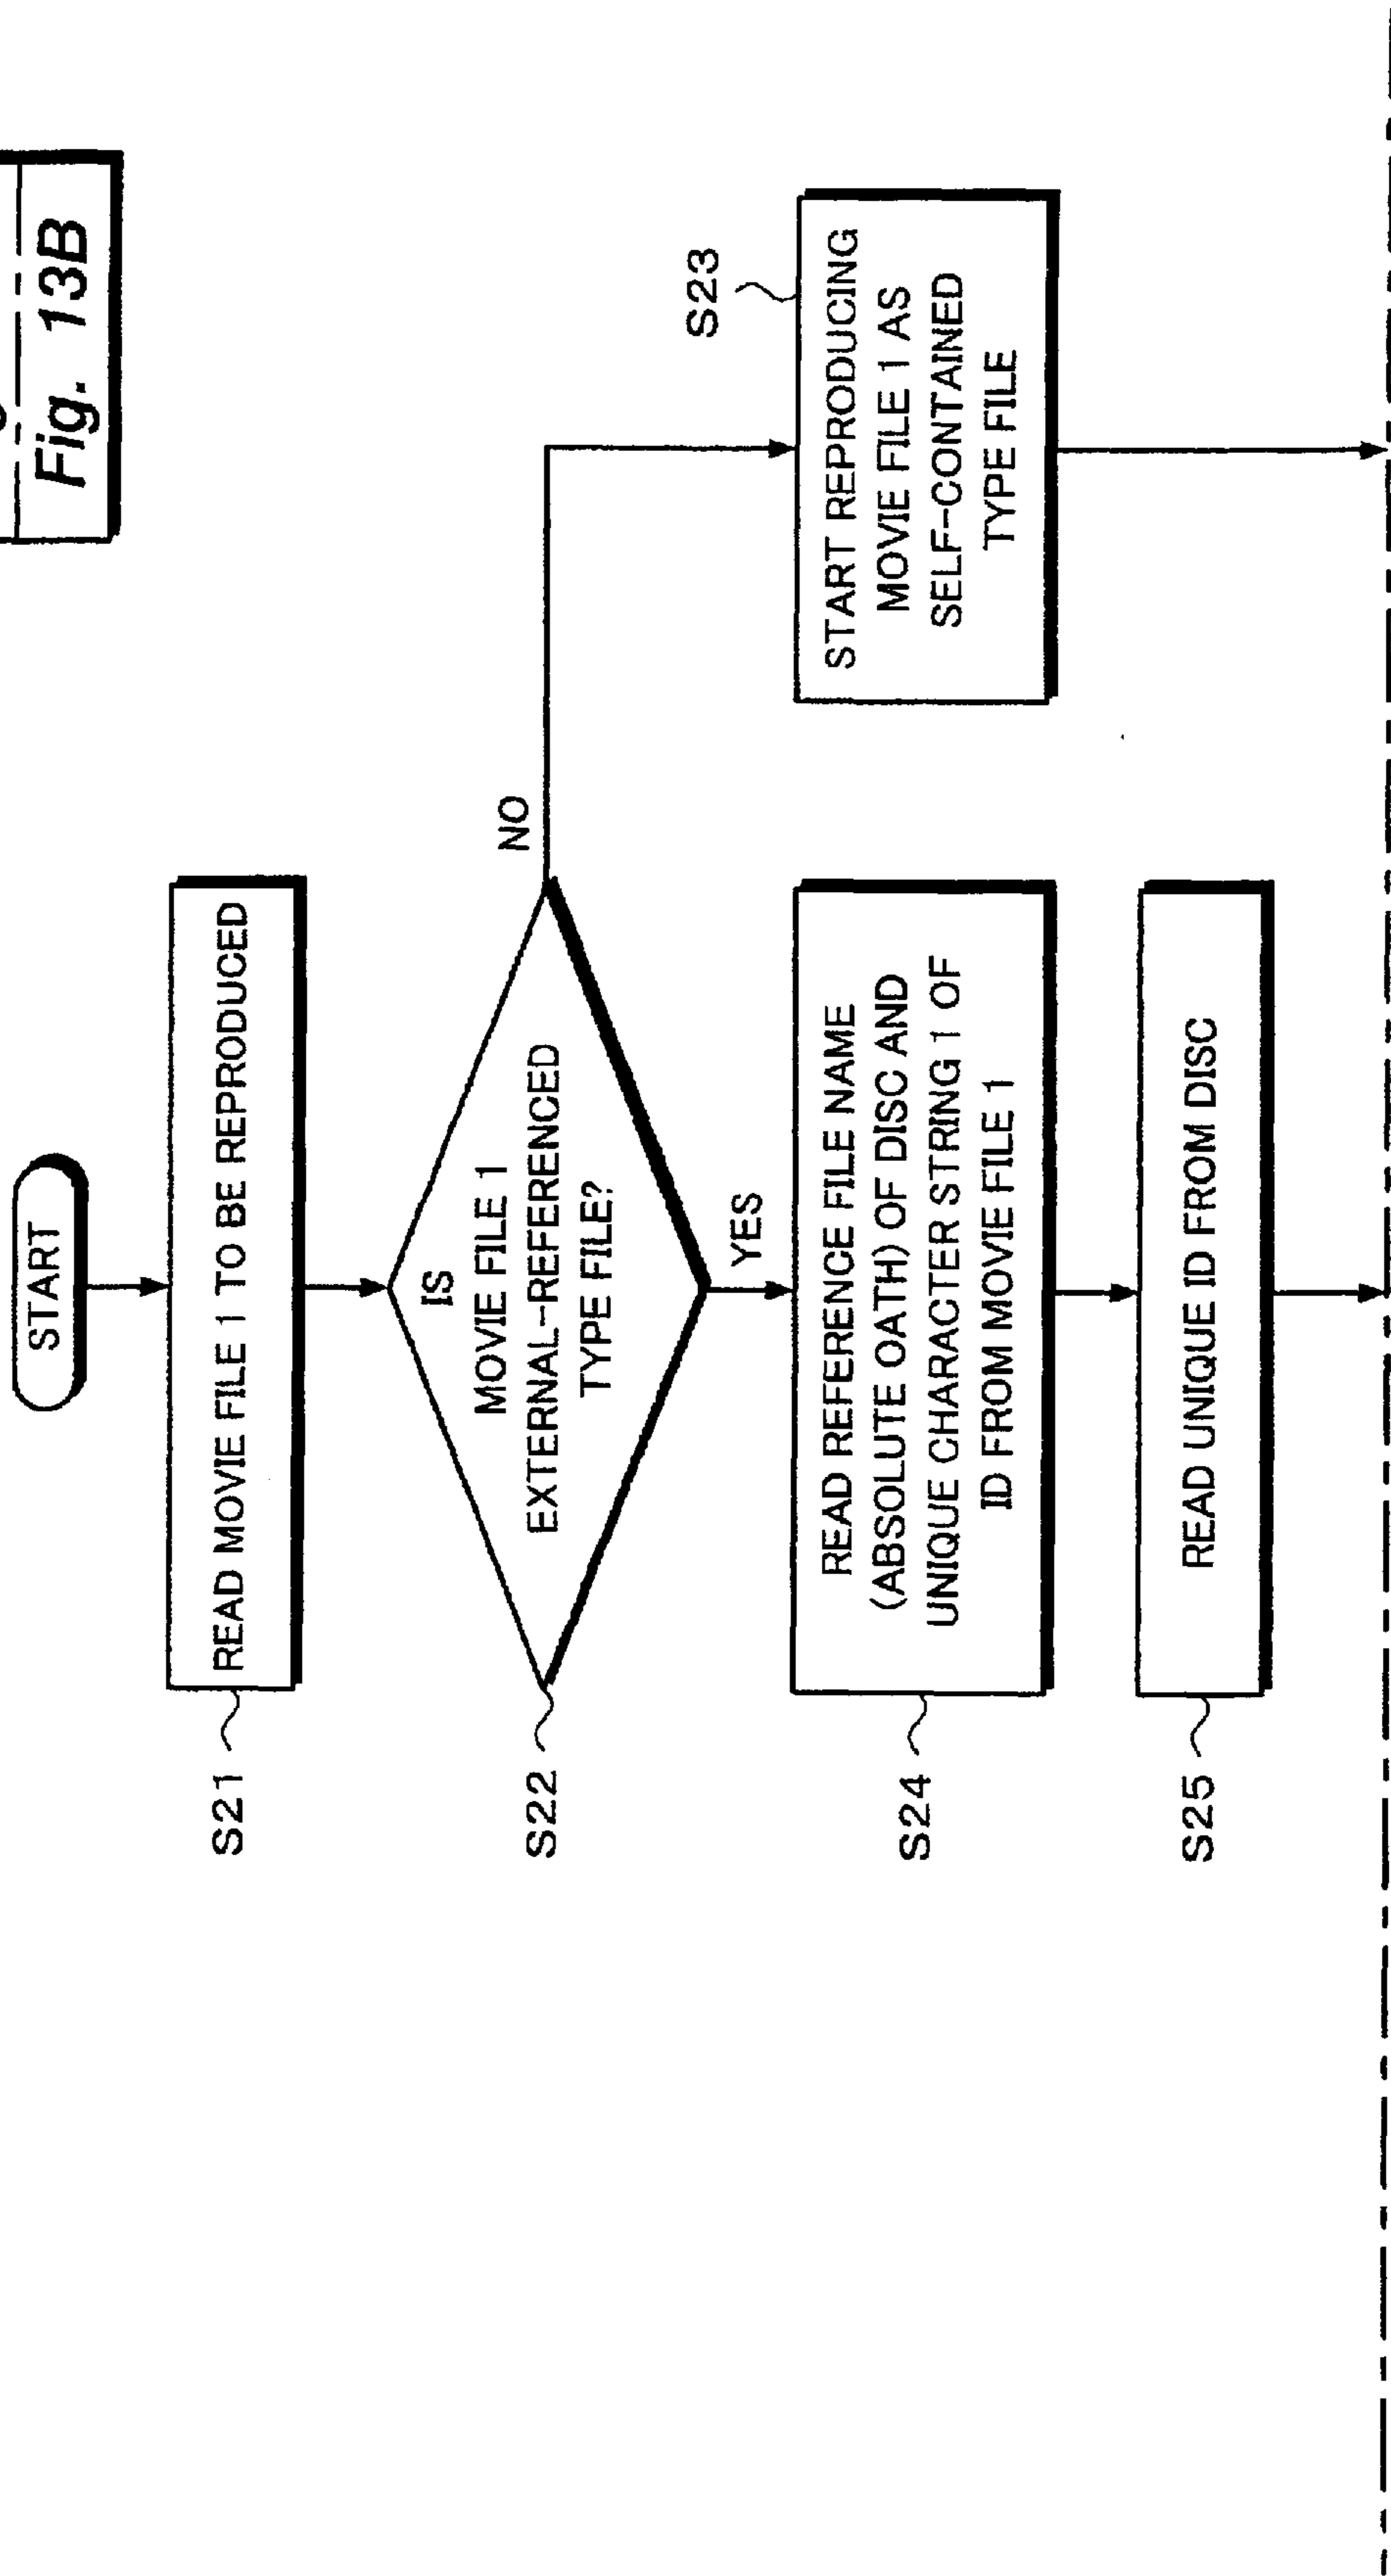 Fig. 13B
START
S21
READ MOVIE FILE 1 TO BE REPRODUCED
S22
IS
MOVIE FILE 1
EXTERNAL-REFERENCED
TYPE FILE?
NO
YES
S23
START REPRODUCING
MOVIE FILE 1 AS
SELF-CONTAINED
TYPE FILE
S24
READ REFERENCE FILE NAME
(ABSOLUTE OATH) OF DISC AND
UNIQUE CHARACTER STRING 1 OF
ID FROM MOVIE FILE 1
S25
READ UNIQUE ID FROM DISC